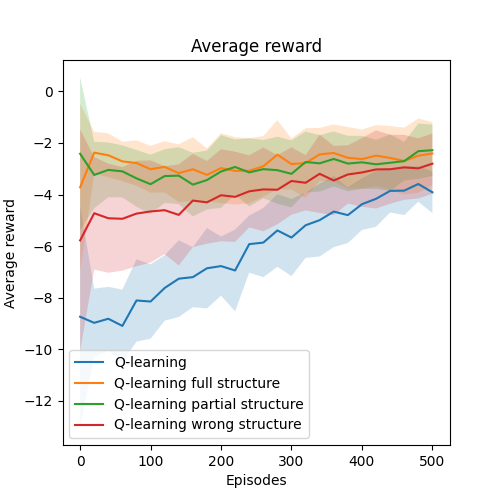 Average reward
Average reward
0
−2
−4
−6
−8
−10
−12
Q-learning
Q-learning full structure
Q-learning partial structure
Q-learning wrong structure
0 100 200 300 400 500
Episodes